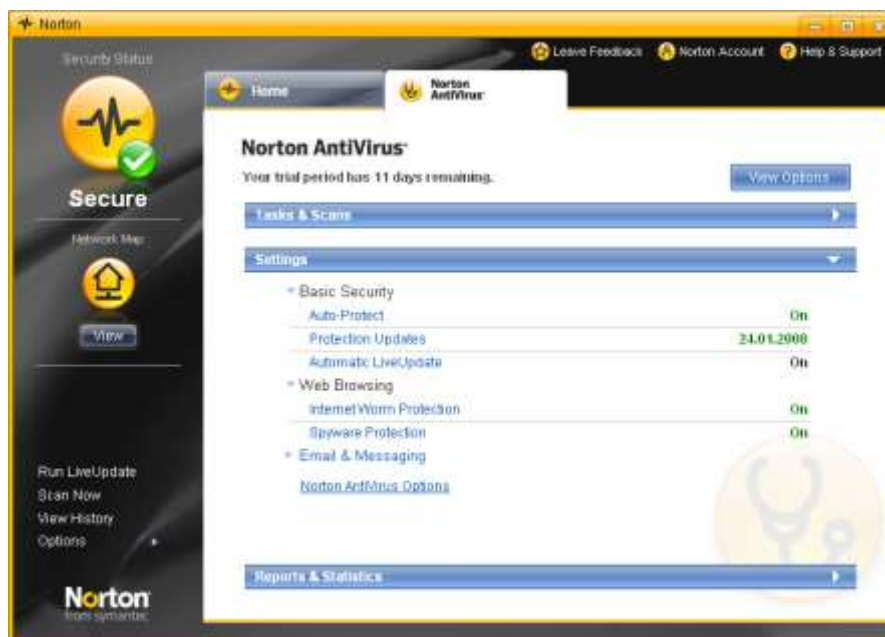 Norton
Leave Feedback
Norton Account
Help & Support
Security Status
Secure
Network Map
View
Run LiveUpdate
Scan Now
View History
Options
Norton
from symantec
Home
Norton AntiVirus
Norton AntiVirus
Your trial period has 11 days remaining.
View Options
Tasks & Scans
Settings
Basic Security
Auto-Protect On
Protection Updates 24.01.2008
Automatic LiveUpdate On
Web Browsing
Internet Worm Protection On
Spyware Protection On
Email & Messaging
Norton AntiVirus Options
Reports & Statistics